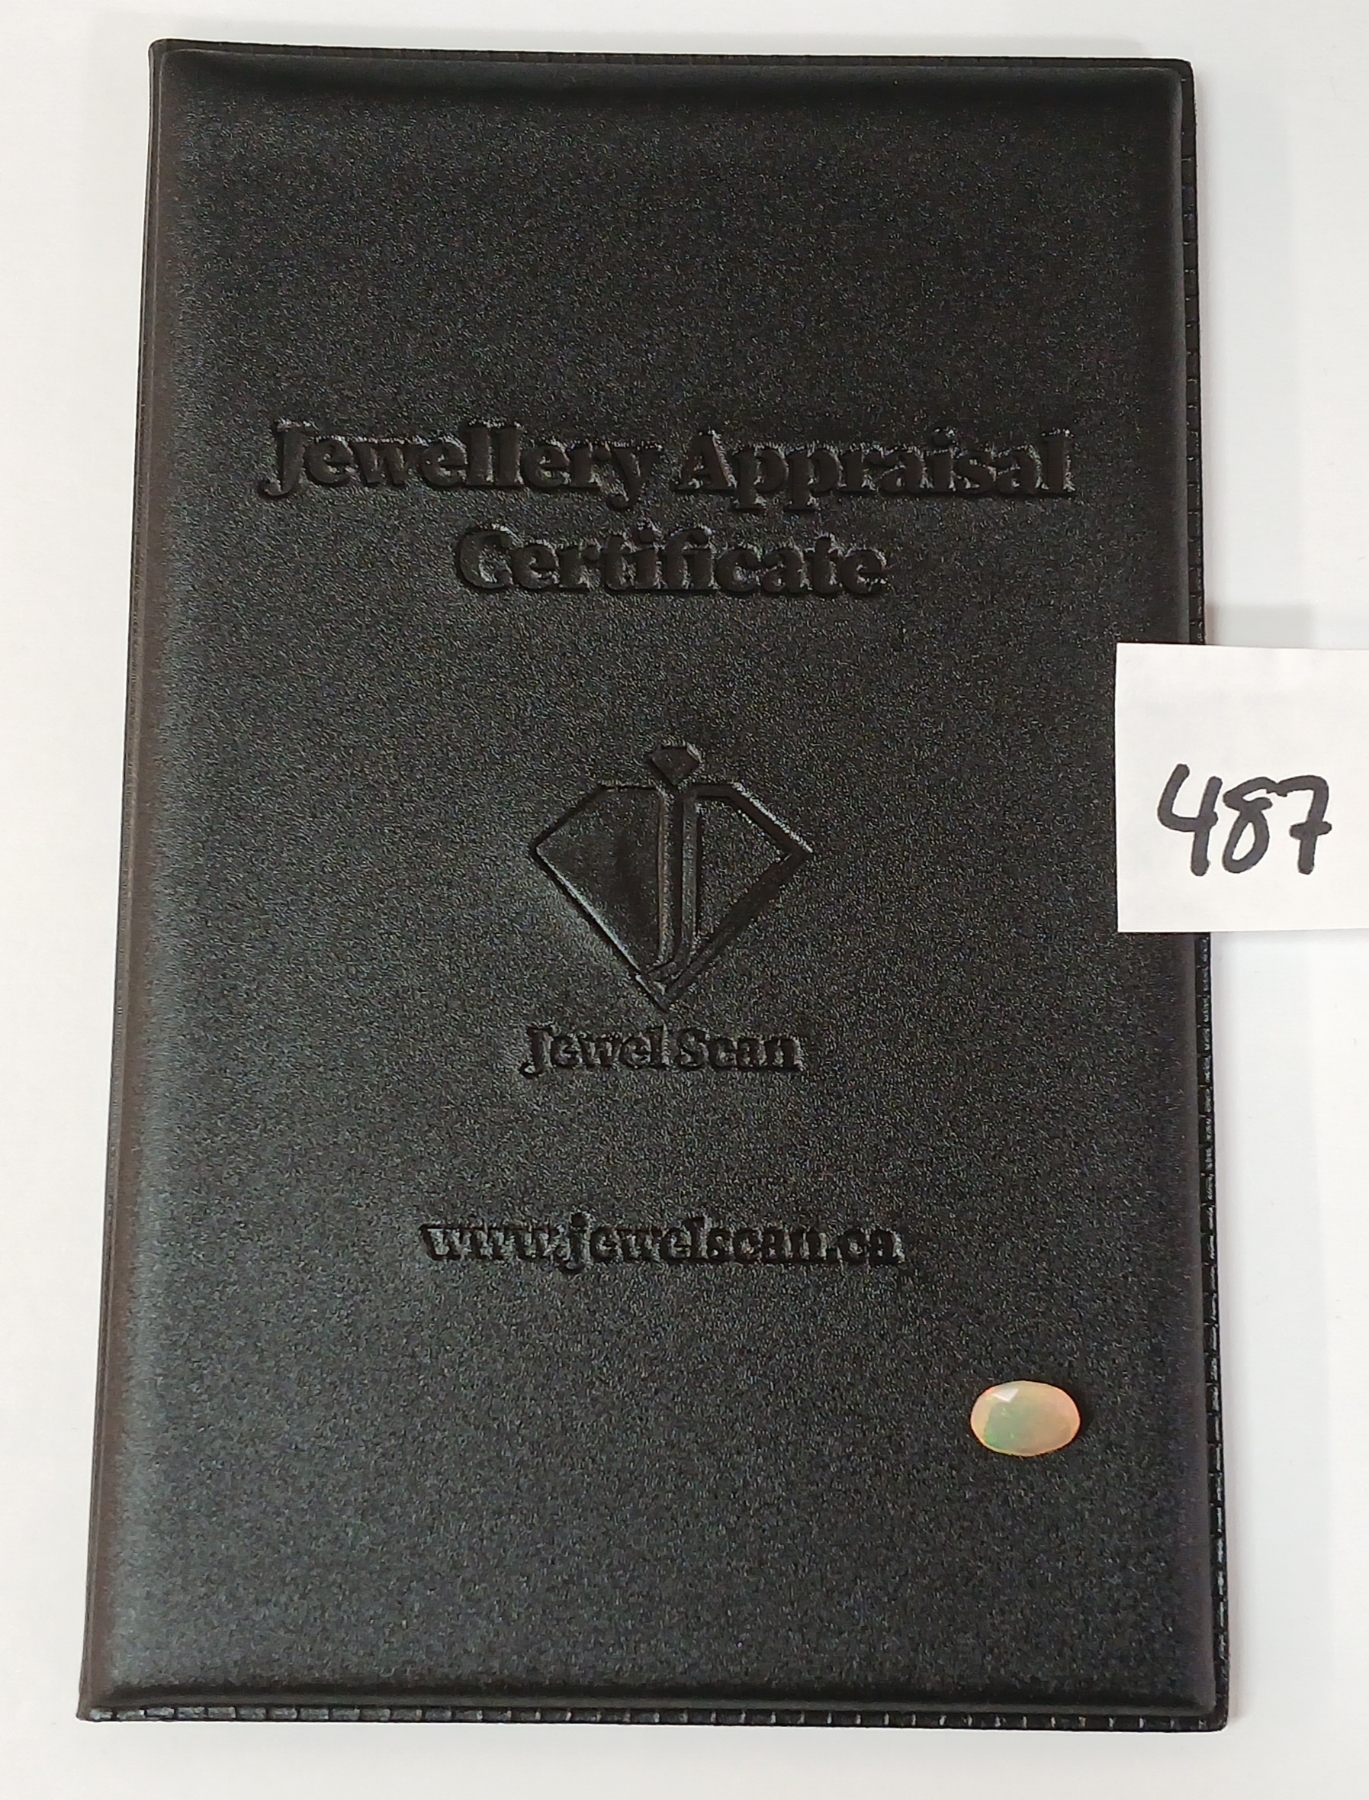 Jewellery Appraisal
Certificate
487
Jewel Scan
www.jewelscan.ca